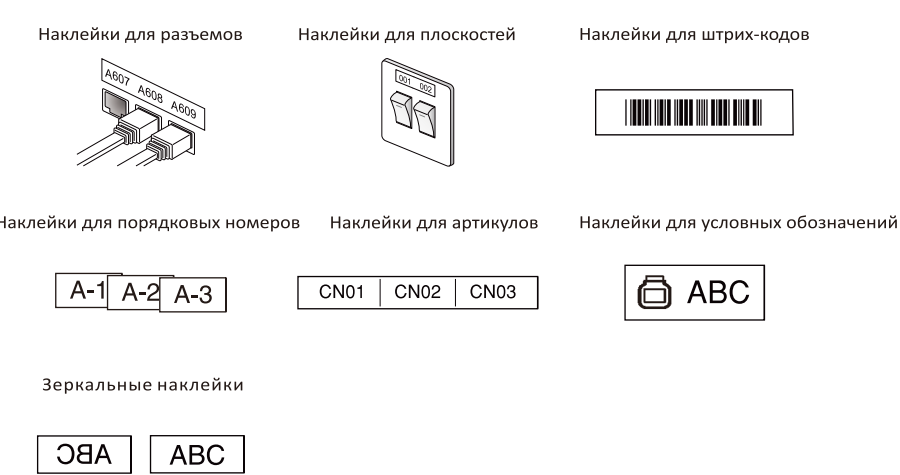 Наклейки для разъемов
Наклейки для плоскостей
Наклейки для штрих-кодов
A607 A608 A609
001 002
Наклейки для порядковых номеров
Наклейки для артикулов
Наклейки для условных обозначений
A-1 A-2 A-3
CN01 CN02 CN03
ABC
Зеркальные наклейки
ABC ABC